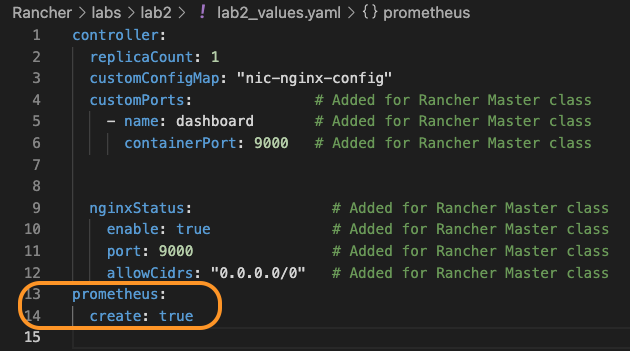 Rancher > labs > lab2 > ! lab2_values.yaml > {} prometheus
1 controller:
2   replicaCount: 1
3   customConfigMap: "nic-nginx-config"
4   customPorts:              # Added for Rancher Master class
5     - name: dashboard       # Added for Rancher Master class
6       containerPort: 9000   # Added for Rancher Master class
7
8
9   nginxStatus:                # Added for Rancher Master class
10     enable: true              # Added for Rancher Master class
11     port: 9000                # Added for Rancher Master class
12     allowCidrs: "0.0.0.0/0"   # Added for Rancher Master class
13 prometheus:
14   create: true
15